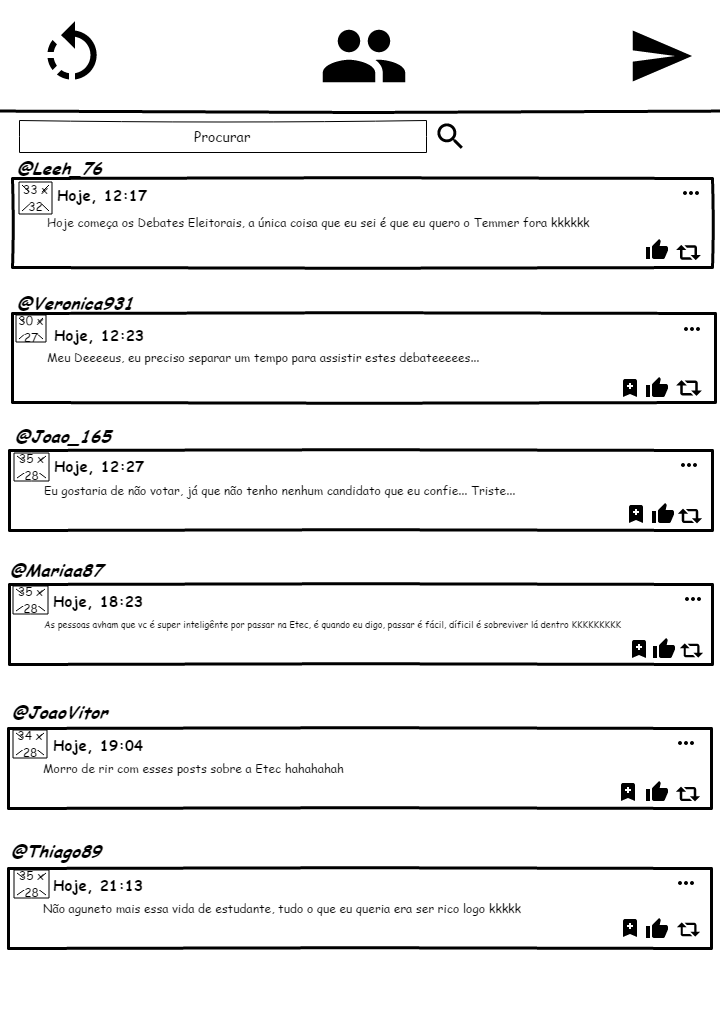 Procurar
@Leeh_76
33 x
32
Hoje, 12:17
Hoje começa os Debates Eleitorais, a única coisa que eu sei é que eu quero o Temmer fora kkkkkk
@Veronica931
30 x
27
Hoje, 12:23
Meu Deeeeus, eu preciso separar um tempo para assistir estes debateeeees...
@Joao_165
35 x
28
Hoje, 12:27
Eu gostaria de não votar, já que não tenho nenhum candidato que eu confie... Triste...
@Mariaa87
35 x
28
Hoje, 18:23
As pessoas avham que vc é super inteligênte por passar na Etec, é quando eu digo, passar é fácil, díficil é sobreviver lá dentro KKKKKKKKK
@JoaoVitor
34 x
28
Hoje, 19:04
Morro de rir com esses posts sobre a Etec hahahahah
@Thiago89
35 x
28
Hoje, 21:13
Não aguneto mais essa vida de estudante, tudo o que eu queria era ser rico logo kkkkk